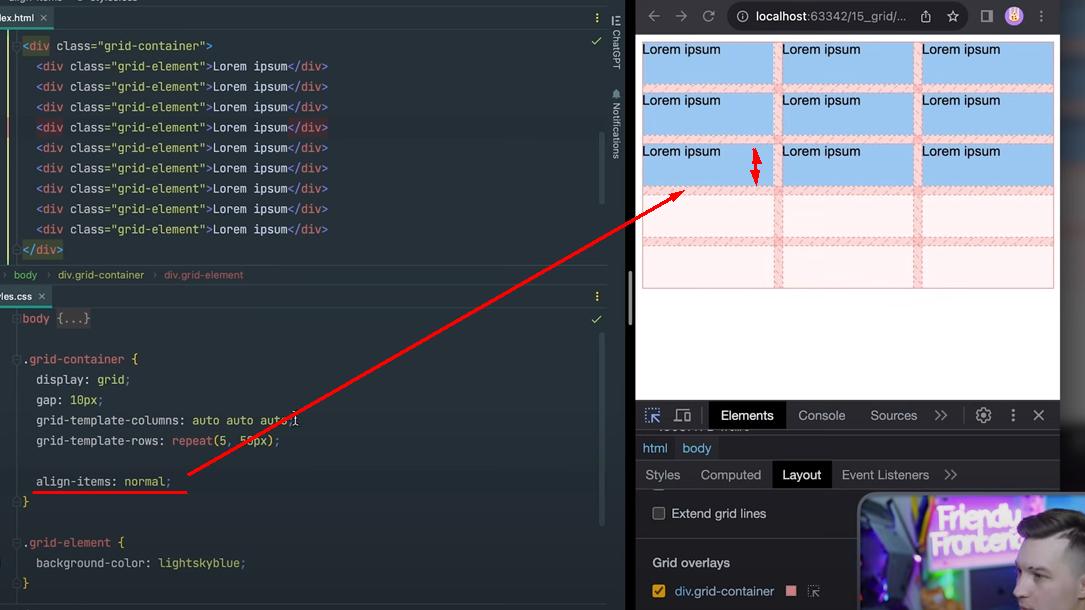 ex.html ×
<div class="grid-container">
<div class="grid-element">Lorem ipsum</div>
<div class="grid-element">Lorem ipsum</div>
<div class="grid-element">Lorem ipsum</div>
<div class="grid-element">Lorem ipsum</div>
<div class="grid-element">Lorem ipsum</div>
<div class="grid-element">Lorem ipsum</div>
<div class="grid-element">Lorem ipsum</div>
<div class="grid-element">Lorem ipsum</div>
<div class="grid-element">Lorem ipsum</div>
</div>
ChatGPT
Notifications
body › div.grid-container › div.grid-element
les.css ×
body {...}
.grid-container {
display: grid;
gap: 10px;
grid-template-columns: auto auto auto;
grid-template-rows: repeat(5, 50px);
align-items: normal;
}
.grid-element {
background-color: lightskyblue;
}
localhost:63342/15_grid/...
Lorem ipsum Lorem ipsum Lorem ipsum
Lorem ipsum Lorem ipsum Lorem ipsum
Lorem ipsum Lorem ipsum Lorem ipsum
Elements Console Sources
html body
Styles Computed Layout Event Listeners
Extend grid lines
Grid overlays
div.grid-container
Friendly
Frontend